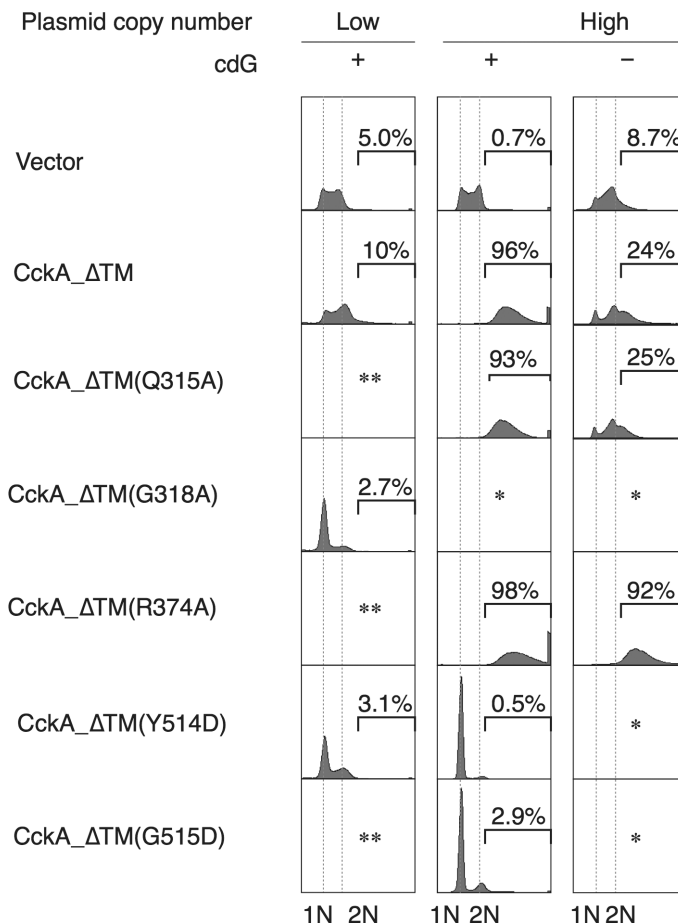 Plasmid copy number Low High
cdG + + −
Vector 5.0% 0.7% 8.7%
CckA_ΔTM 10% 96% 24%
CckA_ΔTM(Q315A) ** 93% 25%
CckA_ΔTM(G318A) 2.7% * *
CckA_ΔTM(R374A) ** 98% 92%
CckA_ΔTM(Y514D) 3.1% 0.5% *
CckA_ΔTM(G515D) ** 2.9% *
1N 2N 1N 2N 1N 2N